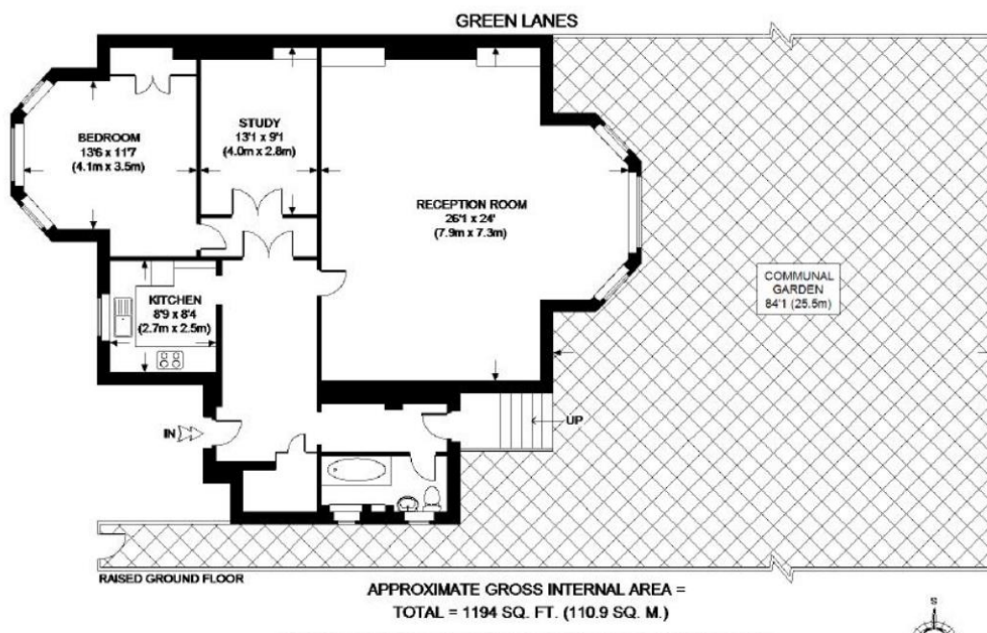 GREEN LANES
BEDROOM
13'6 x 11'7
(4.1m x 3.5m)
STUDY
13'1 x 9'1
(4.0m x 2.8m)
RECEPTION ROOM
26'1 x 24'
(7.9m x 7.3m)
COMMUNAL
GARDEN
84'1 (25.5m)
KITCHEN
8'9 x 8'4
(2.7m x 2.5m)
IN
UP
RAISED GROUND FLOOR
APPROXIMATE GROSS INTERNAL AREA =
TOTAL = 1194 SQ. FT. (110.9 SQ. M.)
S